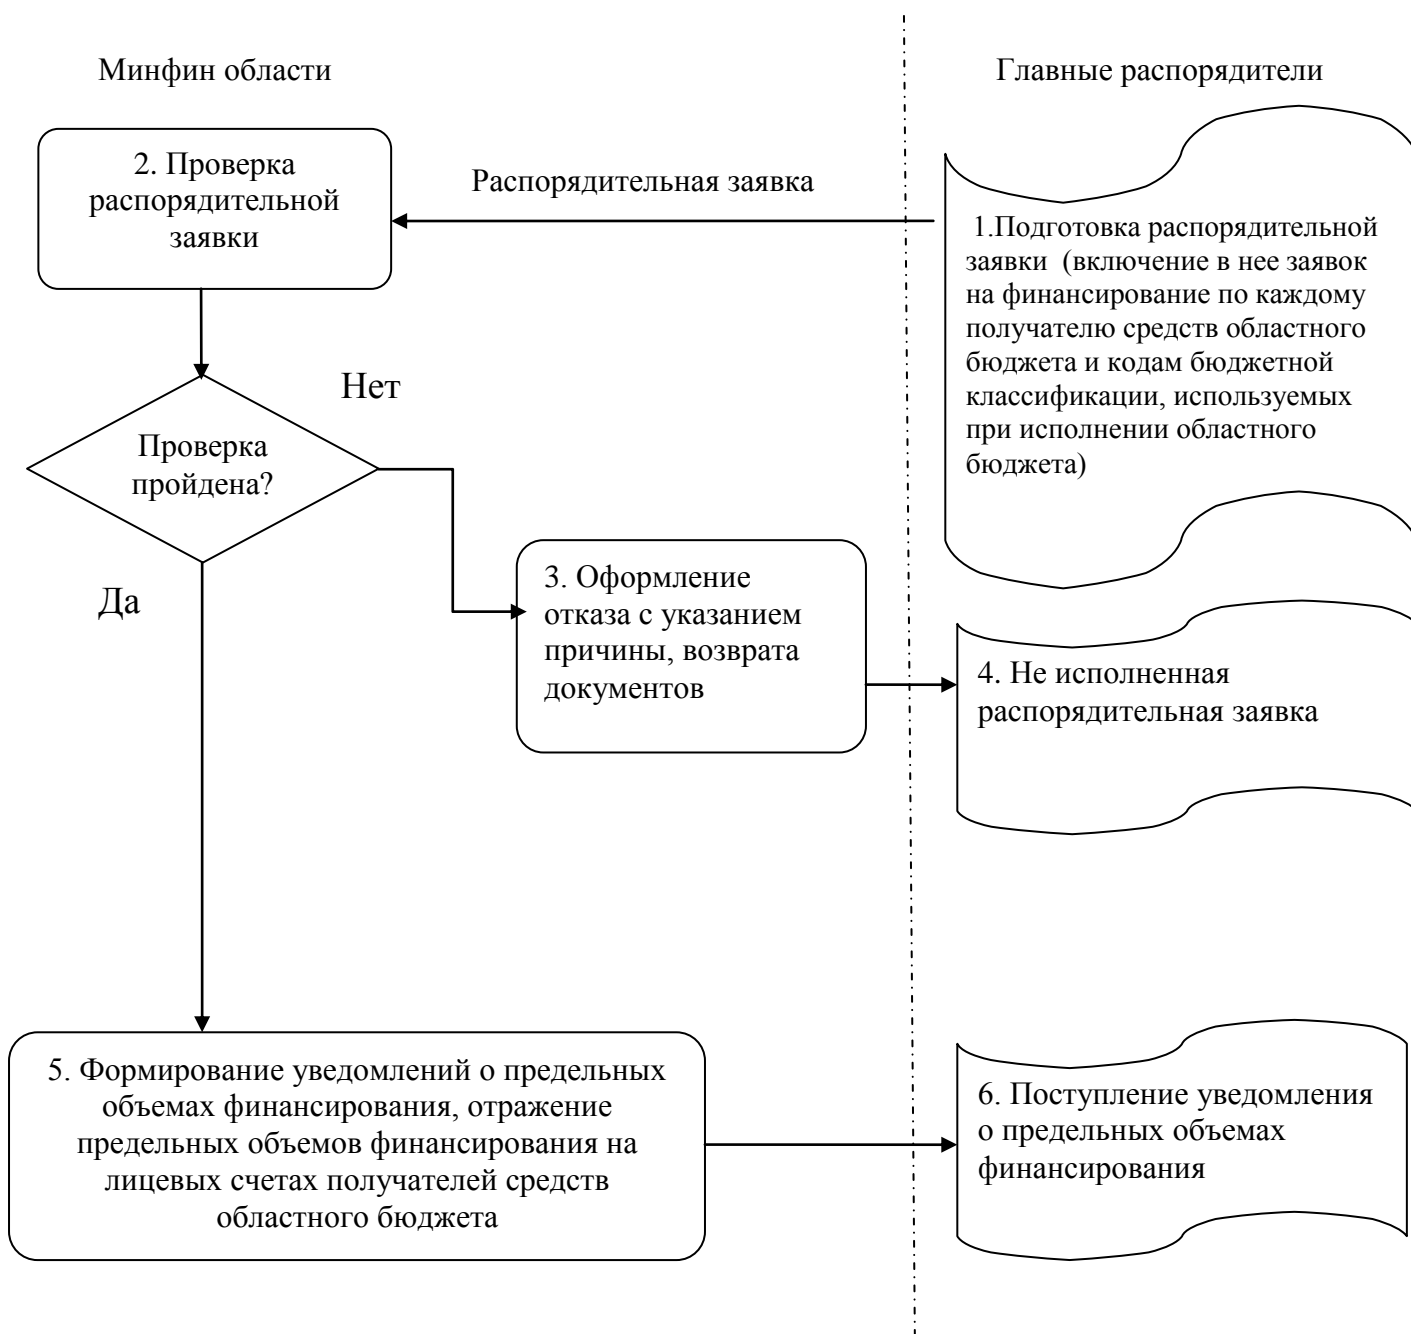 Минфин области
Главные распорядители
2. Проверка
распорядительной
заявки
Распорядительная заявка
1.Подготовка распорядительной
заявки (включение в нее заявок
на финансирование по каждому
получателю средств областного
бюджета и кодам бюджетной
классификации, используемых
при исполнении областного
бюджета)
Нет
Проверка
пройдена?
Да
3. Оформление
отказа с указанием
причины, возврата
документов
4. Не исполненная
распорядительная заявка
5. Формирование уведомлений о предельных
объемах финансирования, отражение
предельных объемов финансирования на
лицевых счетах получателей средств
областного бюджета
6. Поступление уведомления
о предельных объемах
финансирования